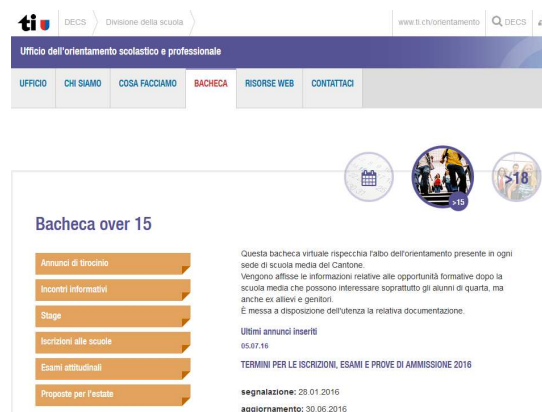 ti DECS Divisione della scuola www.ti.ch/orientamento DECS
Ufficio dell'orientamento scolastico e professionale
UFFICIO CHI SIAMO COSA FACCIAMO BACHECA RISORSE WEB CONTATTACI
>15
>18
Bacheca over 15
Annunci di tirocinio
Incontri informativi
Stage
Iscrizioni alle scuole
Esami attitudinali
Proposte per l'estate
Questa bacheca virtuale rispecchia l'albo dell'orientamento presente in ogni
sede di scuola media del Cantone.
Vengono affisse le informazioni relative alle opportunità formative dopo la
scuola media che possono interessare soprattutto gli alunni di quarta, ma
anche ex allievi e genitori.
È messa a disposizione dell'utenza la relativa documentazione.
Ultimi annunci inseriti
05.07.16
TERMINI PER LE ISCRIZIONI, ESAMI E PROVE DI AMMISSIONE 2016
segnalazione: 28.01.2016
aggiornamento: 30.06.2016